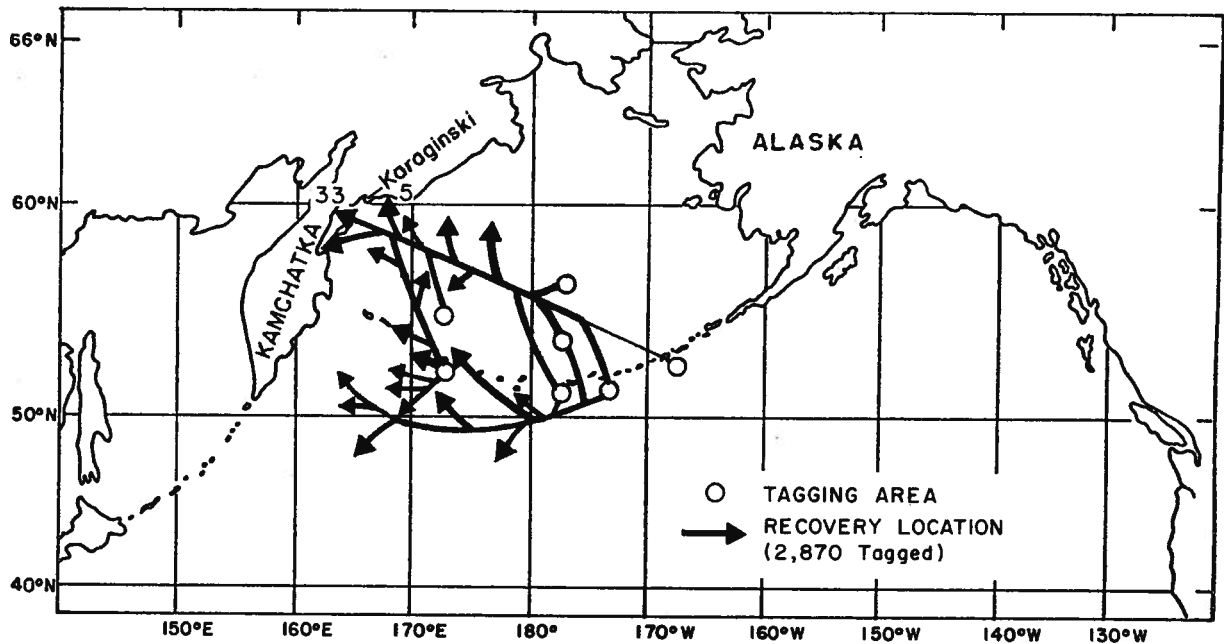 66°N
ALASKA
Karaginski
33
5
60°N
KAMCHATKA
50°N
TAGGING AREA
RECOVERY LOCATION
(2,870 Tagged)
40°N
150°E
160°E
170°E
180°
170°W
160°W
150°W
140°W
130°W